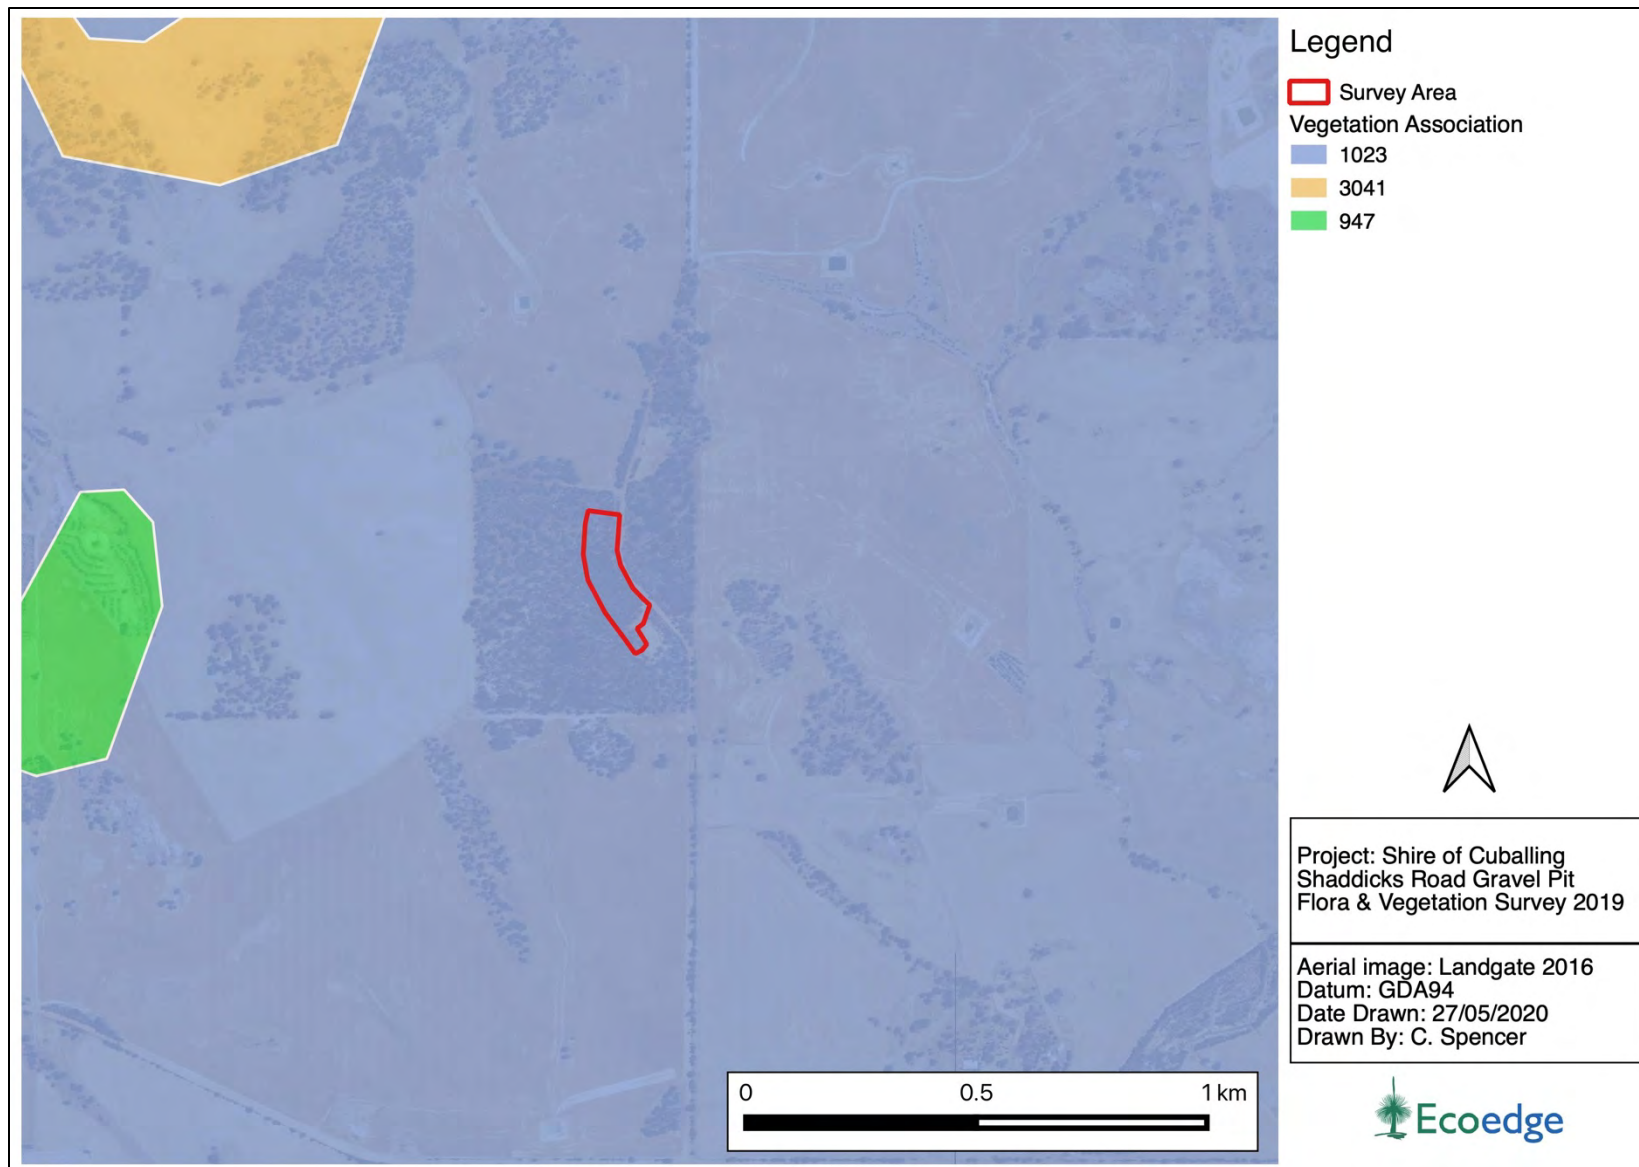 Legend
Survey Area
Vegetation Association
1023
3041
947
Project: Shire of Cuballing
Shaddicks Road Gravel Pit
Flora & Vegetation Survey 2019
Aerial image: Landgate 2016
Datum: GDA94
Date Drawn: 27/05/2020
Drawn By: C. Spencer
0 0.5 1 km
Ecoedge